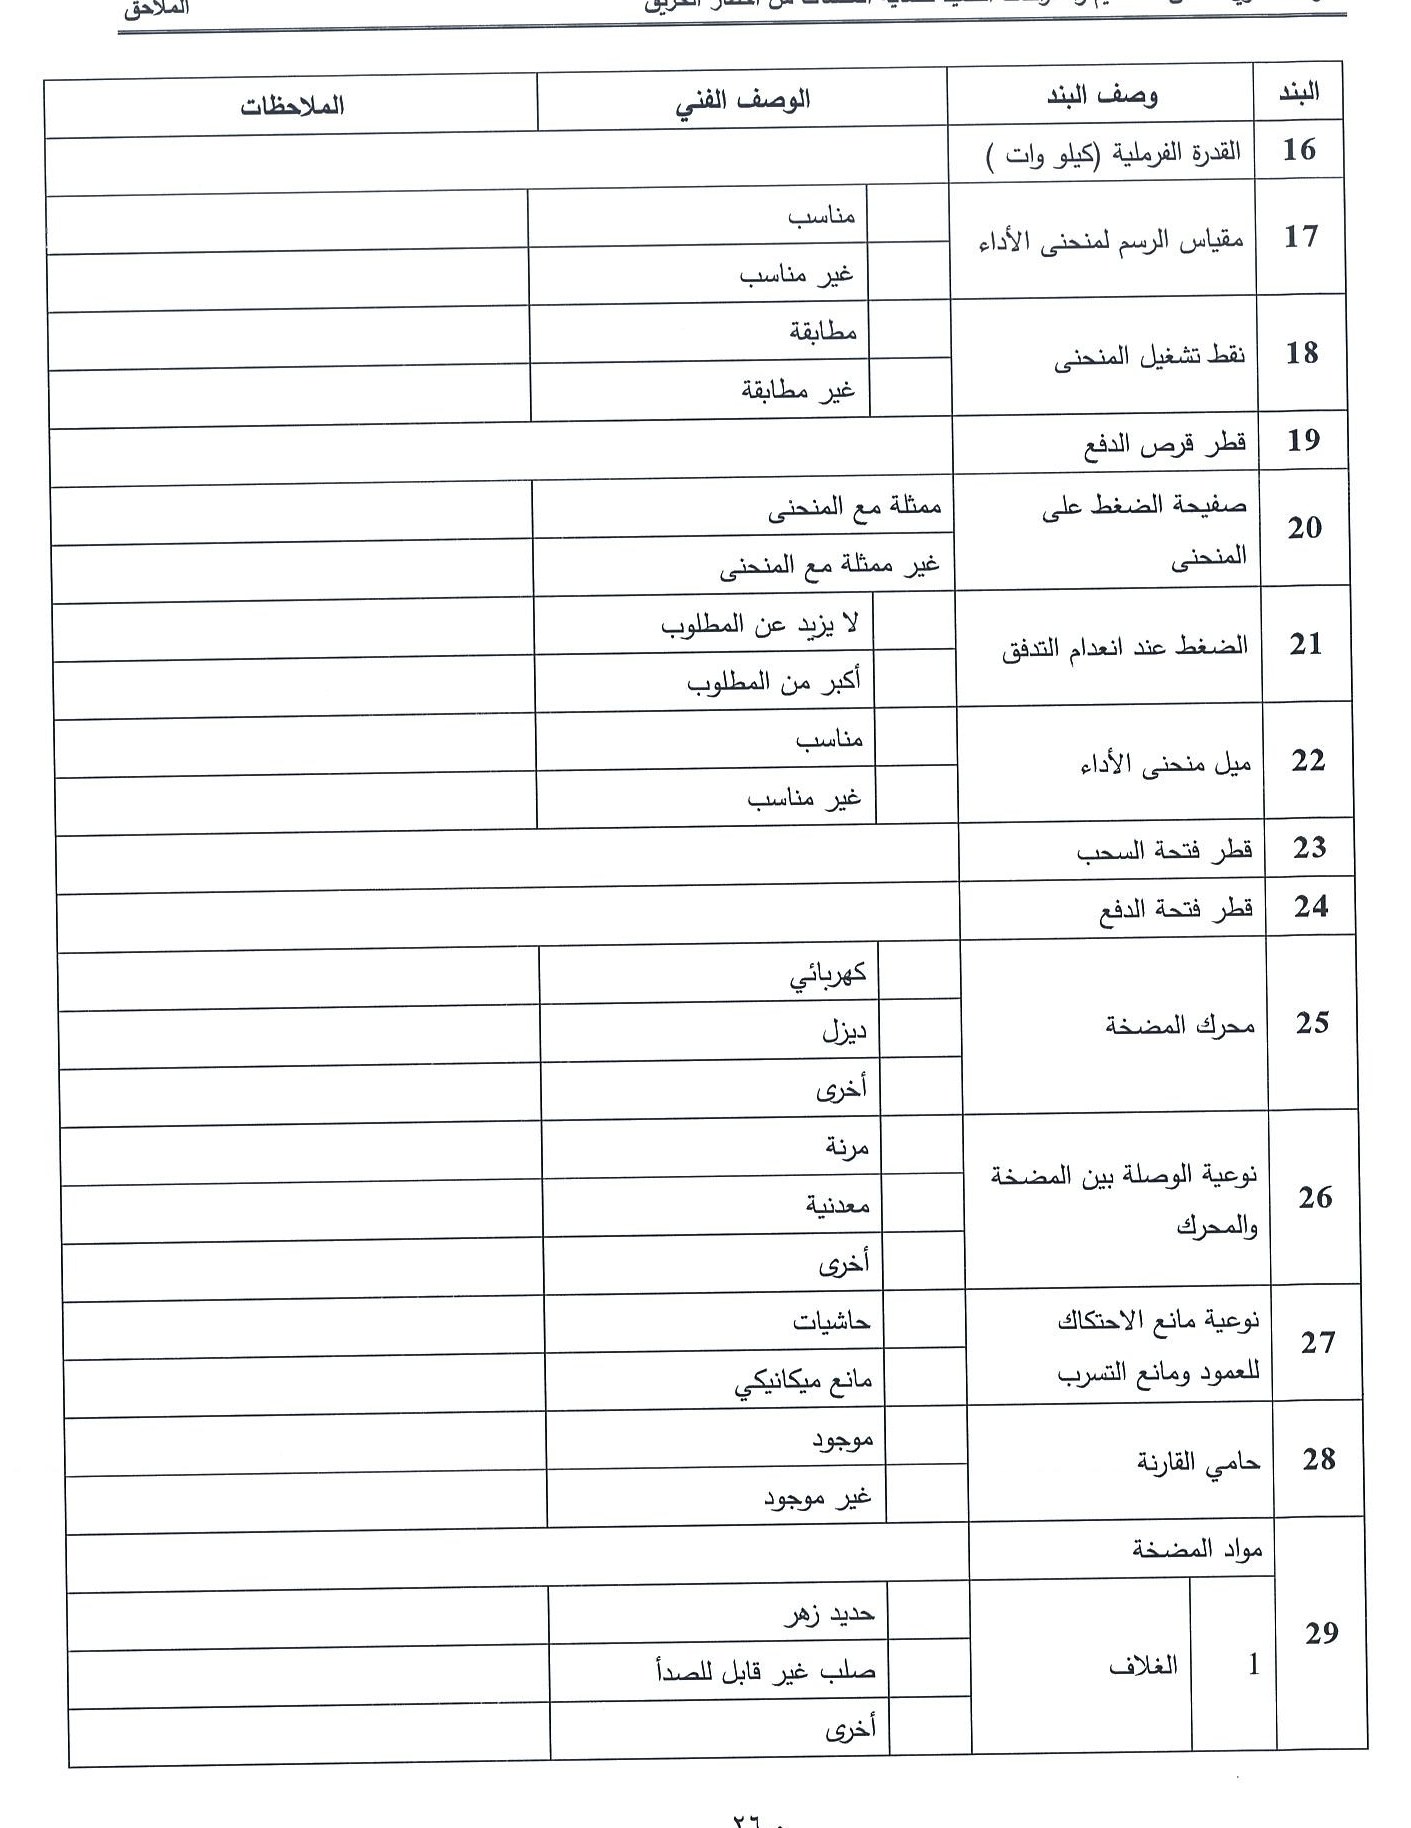 الملاحق
البند وصف البند الوصف الفني الملاحظات
16 القدرة الفرملية (كيلو وات )
17 مقياس الرسم لمنحنى الأداء
مناسب
غير مناسب
18 نقط تشغيل المنحنى
مطابقة
غير مطابقة
19 قطر قرص الدفع
20 صفيحة الضغط على
المنحنى
ممثلة مع المنحنى
غير ممثلة مع المنحنى
21 الضغط عند انعدام التدفق
لا يزيد عن المطلوب
أكبر من المطلوب
22 ميل منحنى الأداء
مناسب
غير مناسب
23 قطر فتحة السحب
24 قطر فتحة الدفع
25 محرك المضخة
كهربائي
ديزل
أخرى
26 نوعية الوصلة بين المضخة
والمحرك
مرنة
معدنية
أخرى
27 نوعية مانع الاحتكاك
للعمود ومانع التسرب
حاشيات
مانع ميكانيكي
28 حامي القارنة
موجود
غير موجود
29 مواد المضخة
1 الغلاف
حديد زهر
صلب غير قابل للصدأ
أخرى